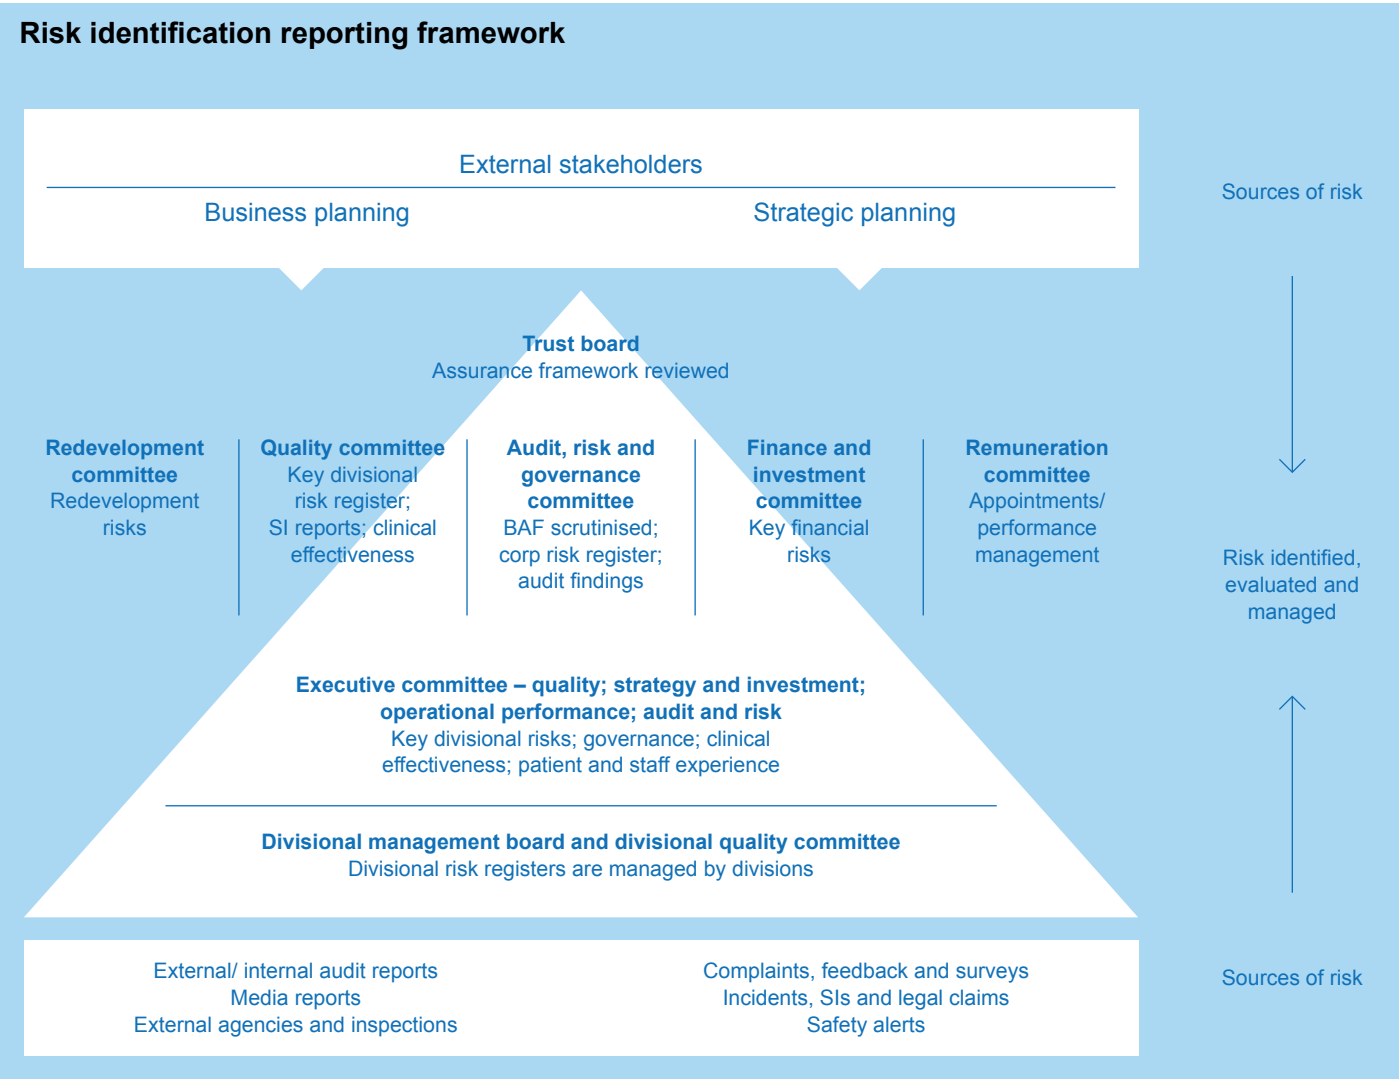 Risk identification reporting framework
External stakeholders
Business planning
Strategic planning
Sources of risk
Trust board
Assurance framework reviewed
Redevelopment
committee
Redevelopment
risks
Quality committee
Key divisional
risk register;
SI reports; clinical
effectiveness
Audit, risk and
governance
committee
BAF scrutinised;
corp risk register;
audit findings
Finance and
investment
committee
Key financial
risks
Remuneration
committee
Appointments/
performance
management
Risk identified,
evaluated and
managed
Executive committee – quality; strategy and investment;
operational performance; audit and risk
Key divisional risks; governance; clinical
effectiveness; patient and staff experience
Divisional management board and divisional quality committee
Divisional risk registers are managed by divisions
External/ internal audit reports
Media reports
External agencies and inspections
Complaints, feedback and surveys
Incidents, SIs and legal claims
Safety alerts
Sources of risk